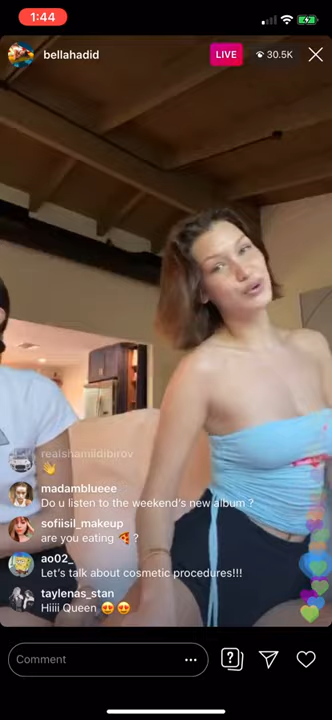 1:44
bellahadid
LIVE
30.5K
realshamildibirov
👋
madamblueee
Do u listen to the weekend's new album ?
sofiisil_makeup
are you eating 🍕 ?
ao02_
Let's talk about cosmetic procedures!!!
taylenas_stan
Hiiii Queen 😍 😍
Comment